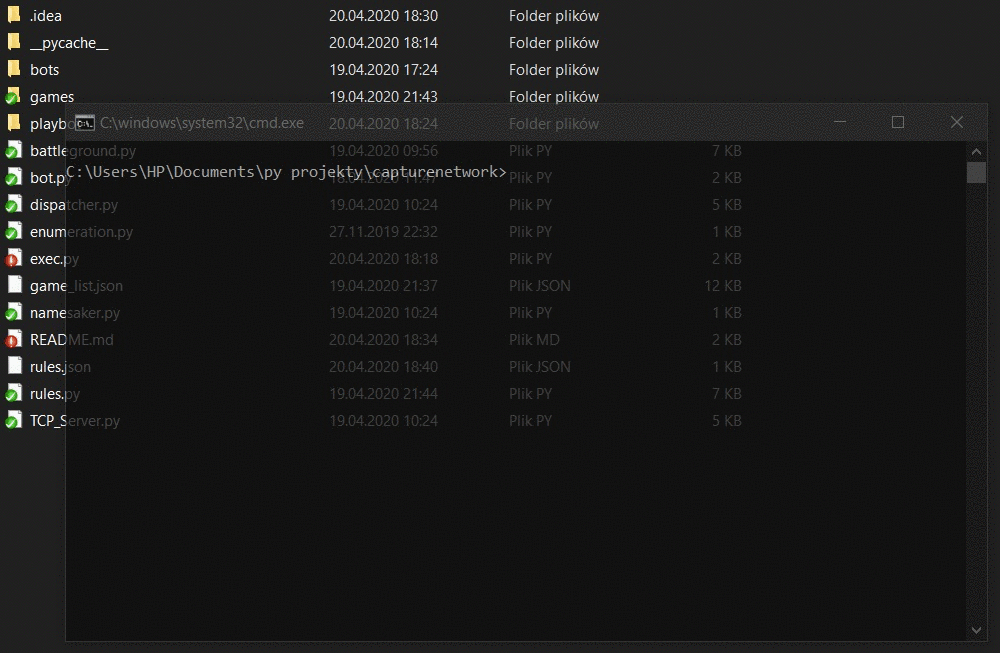 .idea 20.04.2020 18:30 Folder plików
__pycache__ 20.04.2020 18:14 Folder plików
bots 19.04.2020 17:24 Folder plików
games 19.04.2020 21:43 Folder plików
C:\windows\system32\cmd.exe 20.04.2020 18:24 Folder plików
battleground.py 19.04.2020 09:56 Plik PY 7 KB
C:\Users\HP\Documents\py projekty\capturenetwork>
bot.py Plik PY 2 KB
dispatcher.py 19.04.2020 10:24 Plik PY 5 KB
enumeration.py 27.11.2019 22:32 Plik PY 1 KB
exec.py 20.04.2020 18:18 Plik PY 2 KB
game_list.json 19.04.2020 21:37 Plik JSON 12 KB
namesaker.py 19.04.2020 10:24 Plik PY 1 KB
README.md 20.04.2020 18:34 Plik MD 2 KB
rules.json 20.04.2020 18:40 Plik JSON 1 KB
rules.py 19.04.2020 21:44 Plik PY 7 KB
TCP_Server.py 19.04.2020 10:24 Plik PY 5 KB